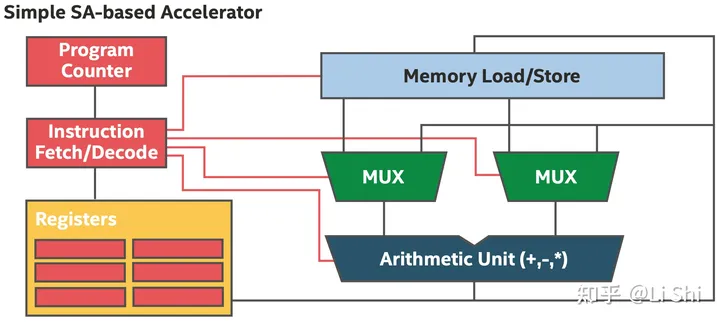 Simple SA-based Accelerator
Program
Counter
Memory Load/Store
Instruction
Fetch/Decode
MUX
MUX
Registers
Arithmetic Unit (+,-,*)
知乎 @Li Shi